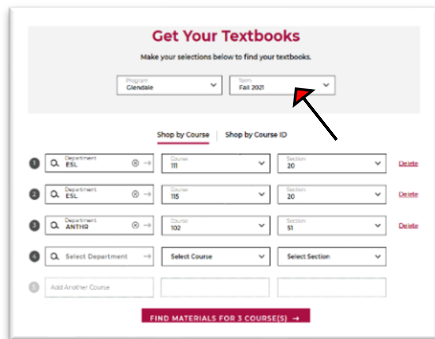 Get Your Textbooks
Make your selections below to find your textbooks.
Program Term
Glendale Fall 2021
Shop by Course Shop by Course ID
Department Course Section
1 ESL 111 20 Delete
Department Course Section
2 ESL 115 20 Delete
Department Course Section
3 ANTHR 102 51 Delete
4 Select Department Select Course Select Section
5 Add Another Course
FIND MATERIALS FOR 3 COURSE(S) →